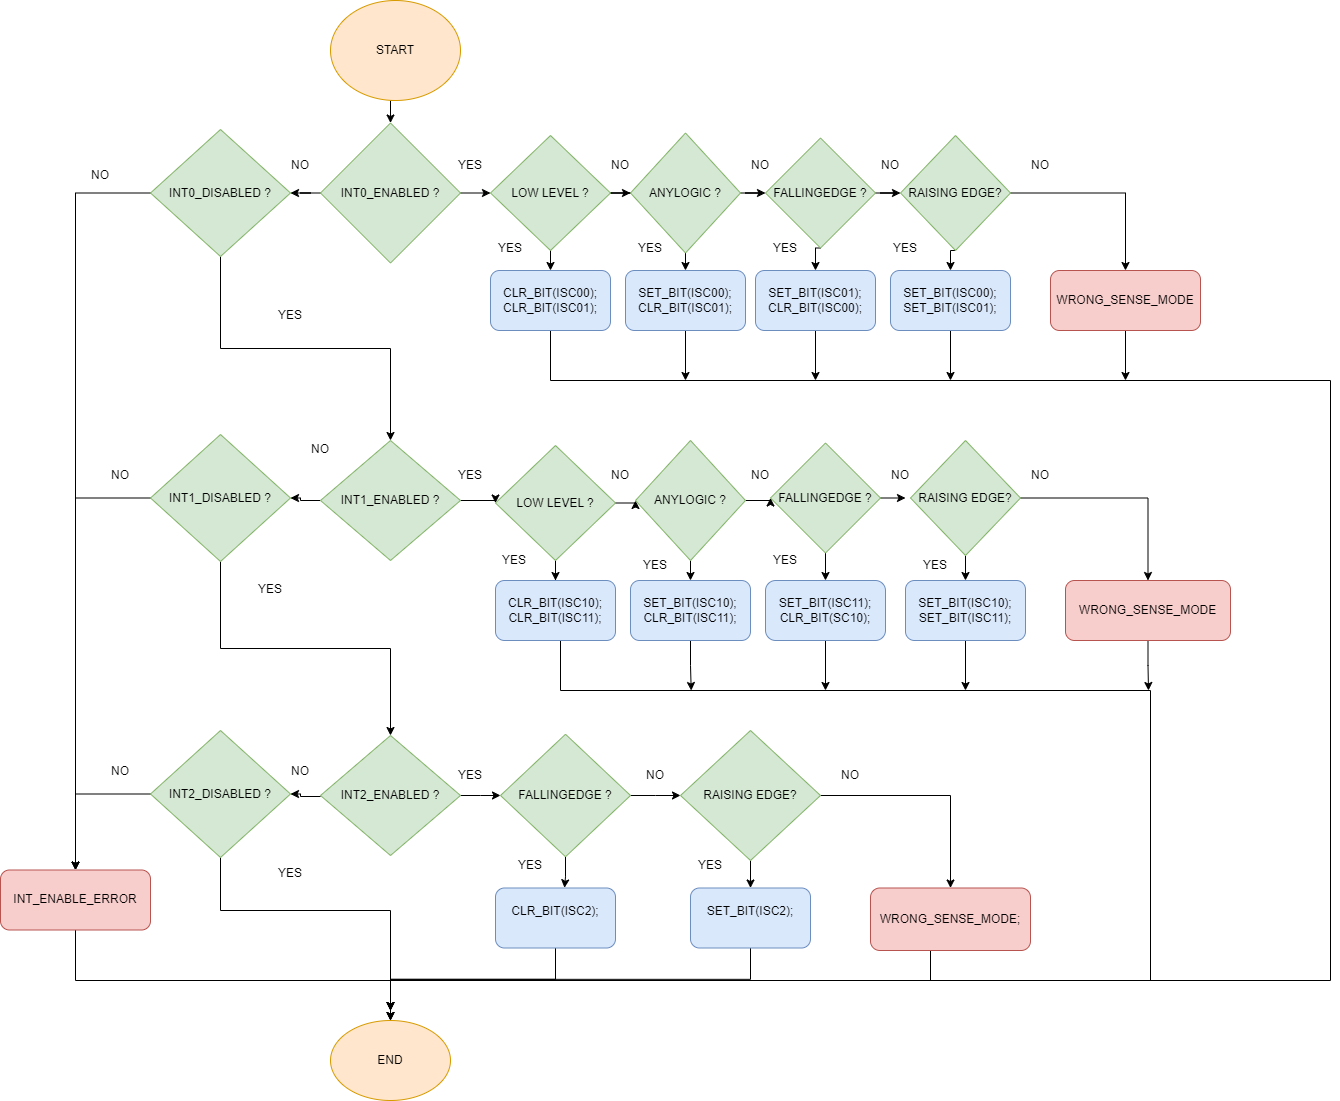 START
NO
INT0_DISABLED ?
NO
INT0_ENABLED ?
YES
LOW LEVEL ?
NO
ANYLOGIC ?
NO
FALLINGEDGE ?
NO
RAISING EDGE?
NO
YES
YES
YES
YES
CLR_BIT(ISC00);
CLR_BIT(ISC01);
SET_BIT(ISC00);
CLR_BIT(ISC01);
SET_BIT(ISC01);
CLR_BIT(ISC00);
SET_BIT(ISC00);
SET_BIT(ISC01);
WRONG_SENSE_MODE
YES
NO
INT1_DISABLED ?
NO
INT1_ENABLED ?
YES
LOW LEVEL ?
NO
ANYLOGIC ?
NO
FALLINGEDGE ?
NO
RAISING EDGE?
NO
YES
YES
YES
YES
CLR_BIT(ISC10);
CLR_BIT(ISC11);
SET_BIT(ISC10);
CLR_BIT(ISC11);
SET_BIT(ISC11);
CLR_BIT(SC10);
SET_BIT(ISC10);
SET_BIT(ISC11);
WRONG_SENSE_MODE
YES
NO
INT2_DISABLED ?
NO
INT2_ENABLED ?
YES
FALLINGEDGE ?
NO
RAISING EDGE?
NO
YES
YES
YES
INT_ENABLE_ERROR
CLR_BIT(ISC2);
SET_BIT(ISC2);
WRONG_SENSE_MODE;
END